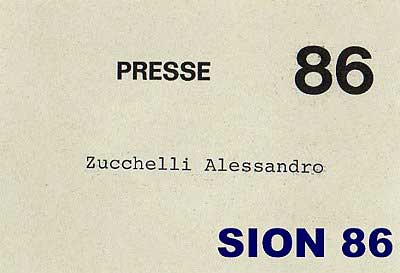 PRESSE 86
Zucchelli Alessandro
SION 86